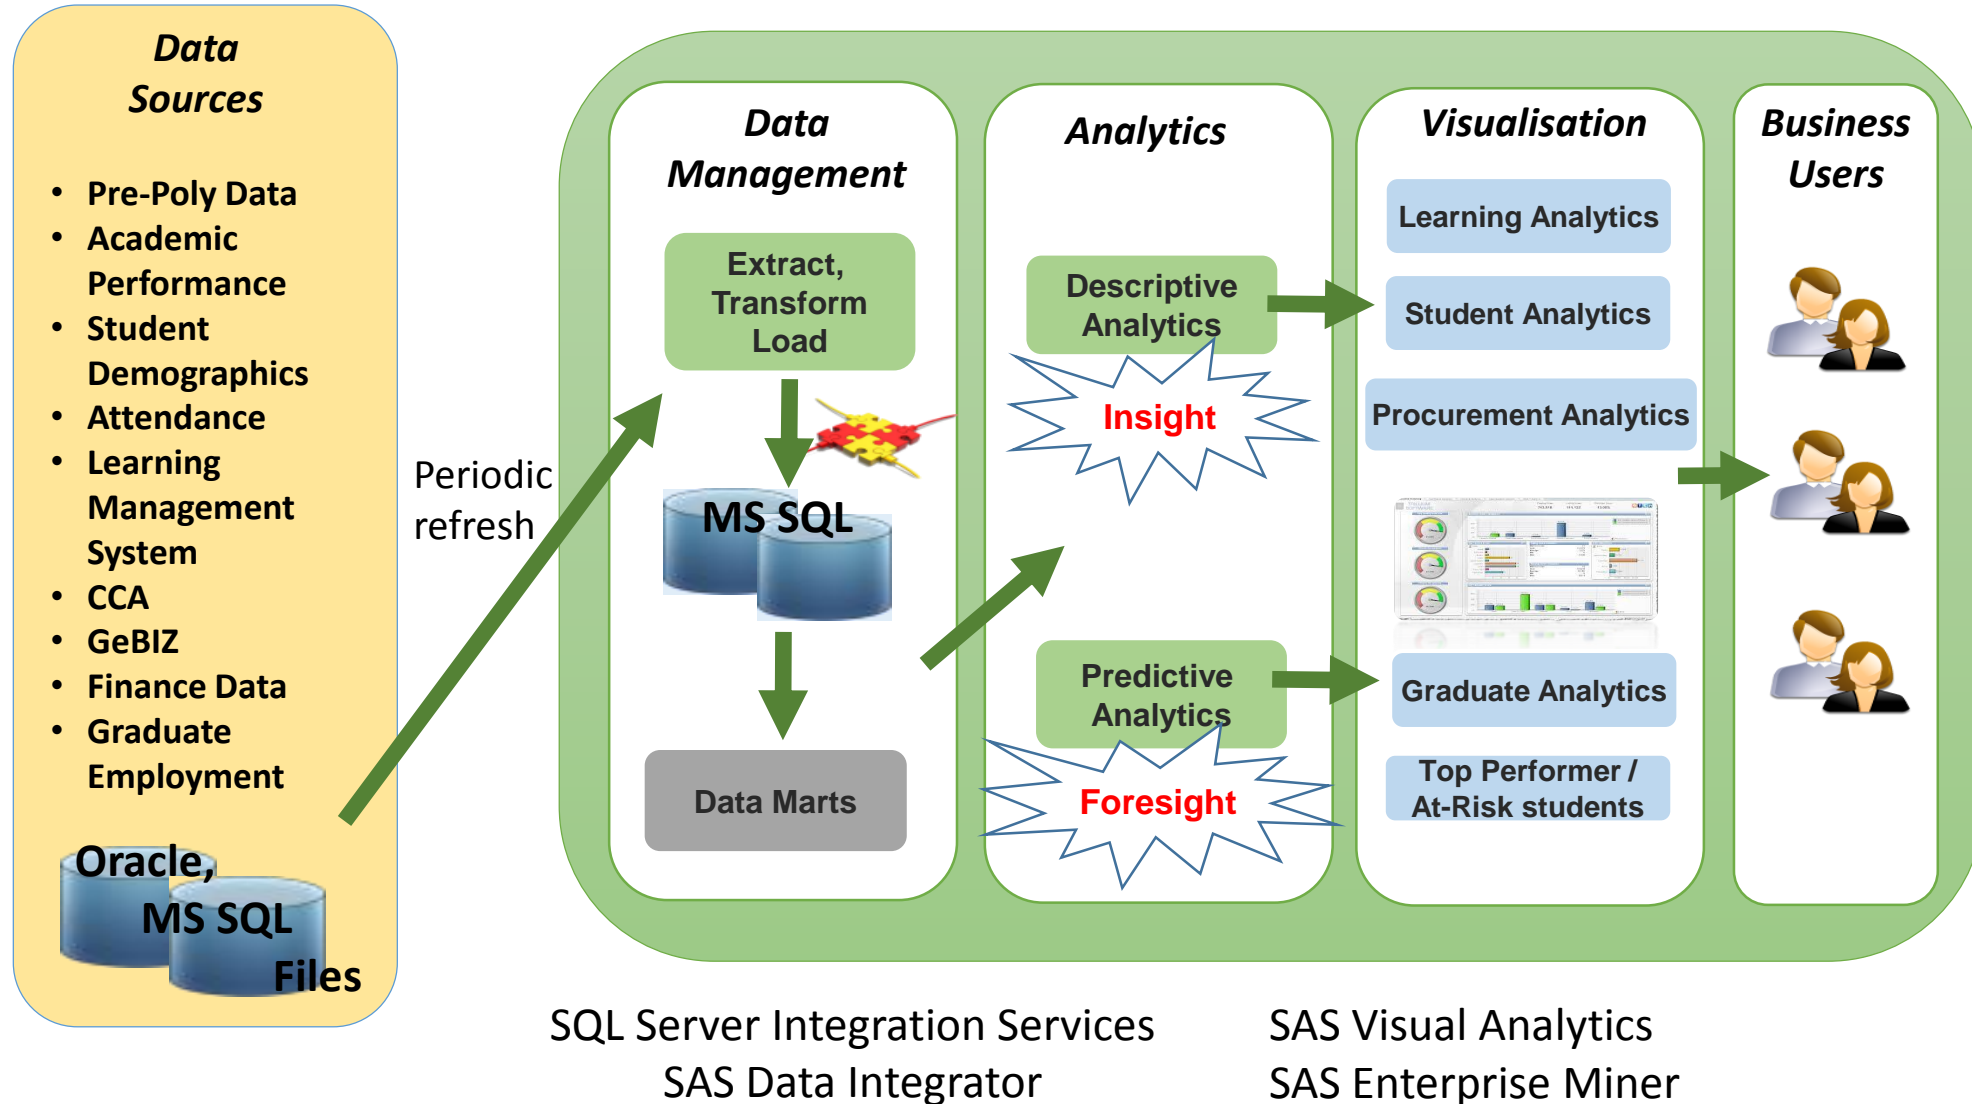 Data
Sources
• Pre-Poly Data
• Academic
Performance
• Student
Demographics
• Attendance
• Learning
Management
System
• CCA
• GeBIZ
• Finance Data
• Graduate
Employment
Oracle,
MS SQL
Files
Periodic
refresh
Data
Management
Extract,
Transform
Load
MS SQL
Data Marts
Analytics
Descriptive
Analytics
Insight
Predictive
Analytics
Foresight
Visualisation
Learning Analytics
Student Analytics
Procurement Analytics
Graduate Analytics
Top Performer /
At-Risk students
Business
Users
SQL Server Integration Services
SAS Data Integrator
SAS Visual Analytics
SAS Enterprise Miner